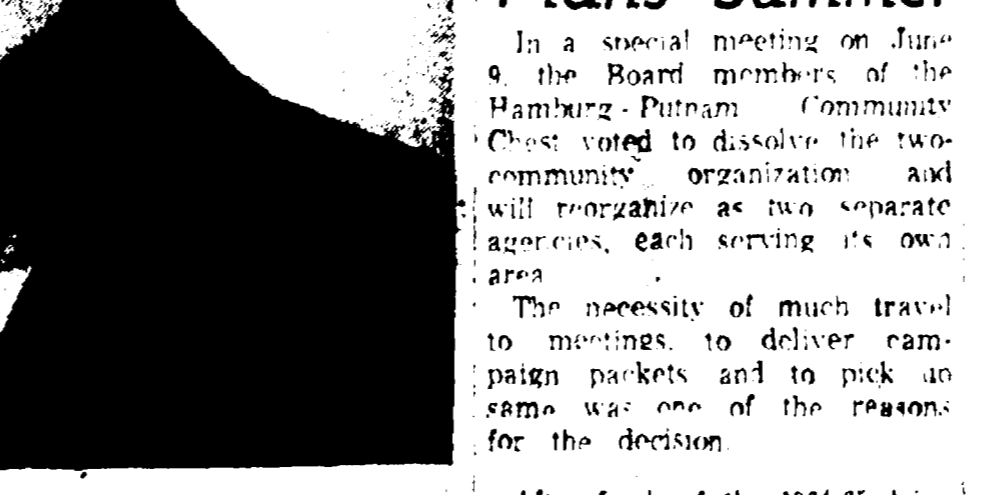 Plans Summer
In a special meeting on June
9, the Board members of the
Hamburg - Putnam Community
Chest voted to dissolve the two-
community organization and
will reorganize as two separate
agencies, each serving its own
area
The necessity of much travel
to meetings, to deliver cam-
paign packets and to pick up
same was one of the reasons
for the decision.